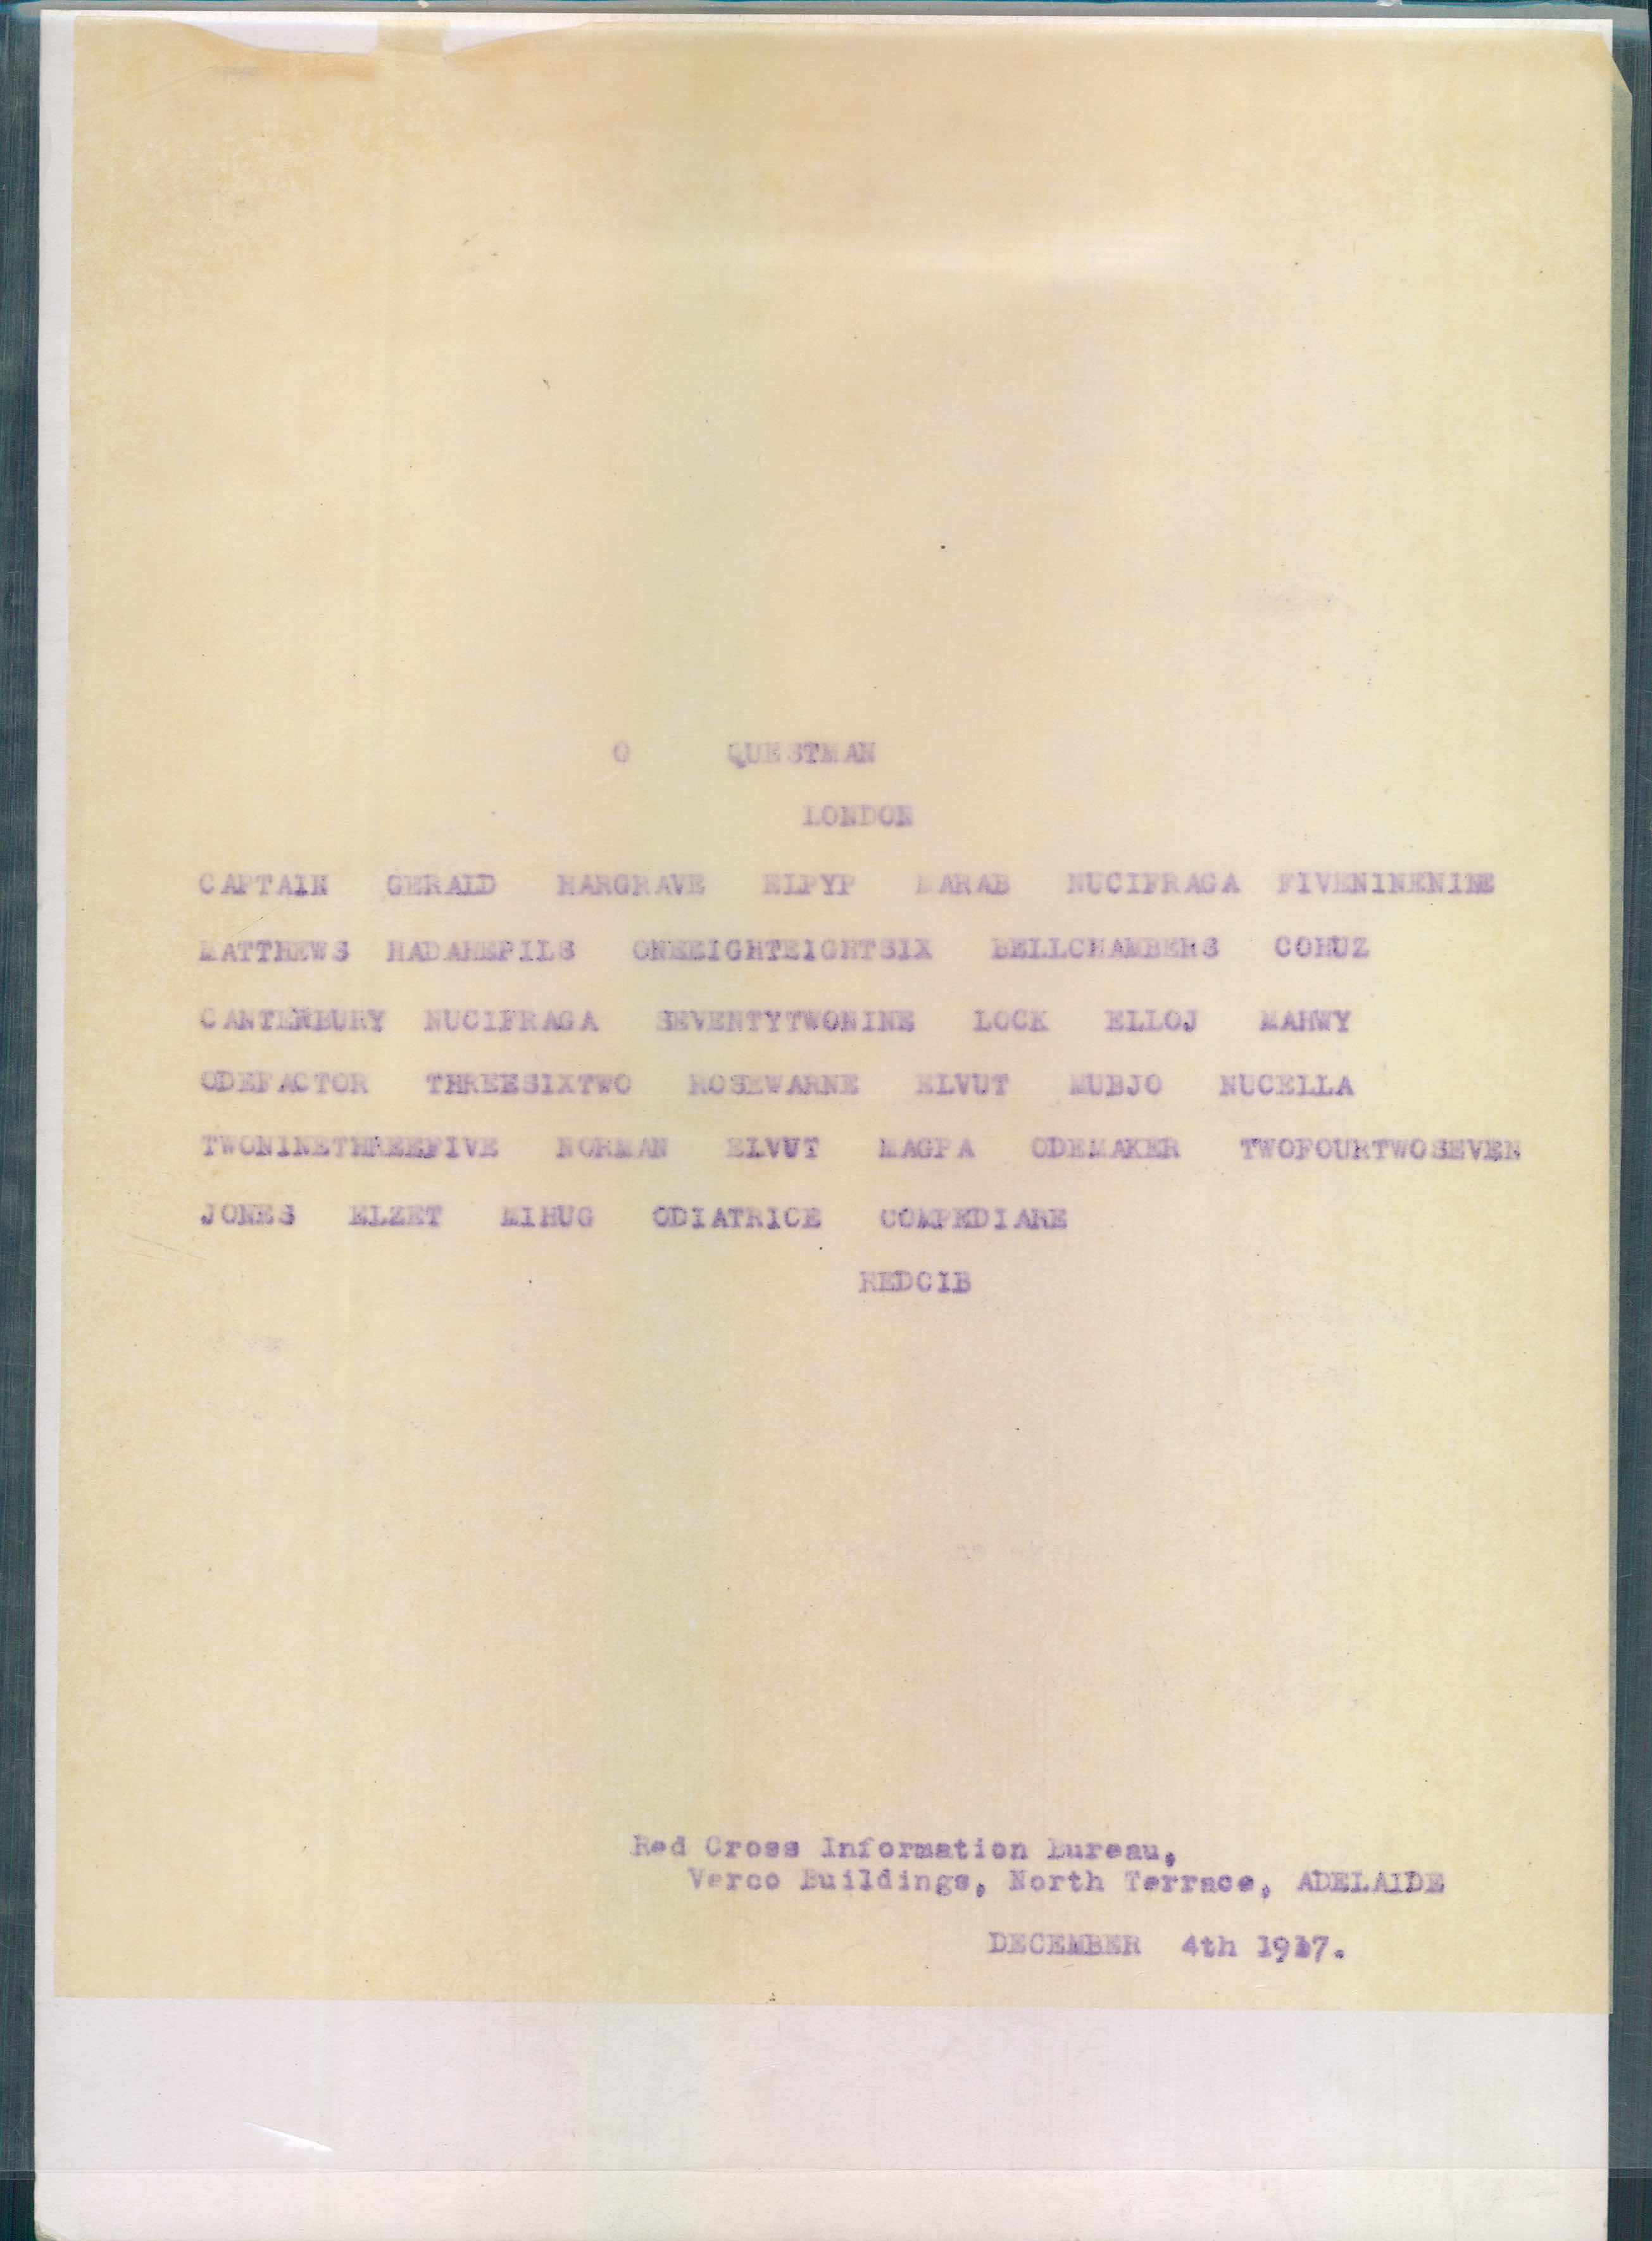 O QUESTMAN
LONDON
CAPTAIN GERALD HARGRAVE ELPYP MARAB NUCIFRAGA FIVENINENINE
MATTHEWS HADAHEPILS ONEEIGHTEIGHTSIX BELLCHAMBERS COHUZ
CANTERBURY NUCIFRAGA SEVENTYTWONINE LOCK ELLOJ MAHWY
ODEFACTOR THREESIXTWO ROSEWARNE ELVUT MUBJO NUCELLA
TWONINETHREEFIVE NORMAN ELVUT MAGPA ODEMAKER TWOFOURTWOSEVEN
JONES ELZET MIHUG ODIATRICE COMPEDIARE
REDCIB
Red Cross Information Bureau,
Verco Buildings, North Terrace, ADELAIDE
DECEMBER 4th 1917.